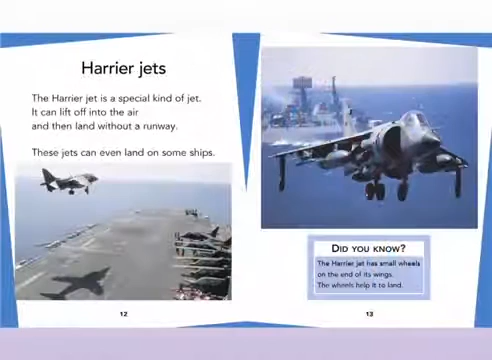 Harrier jets
The Harrier jet is a special kind of jet.
It can lift off into the air
and then land without a runway.
These jets can even land on some ships.
12
DID YOU KNOW?
The Harrier jet has small wheels
on the end of its wings.
The wheels help it to land.
13